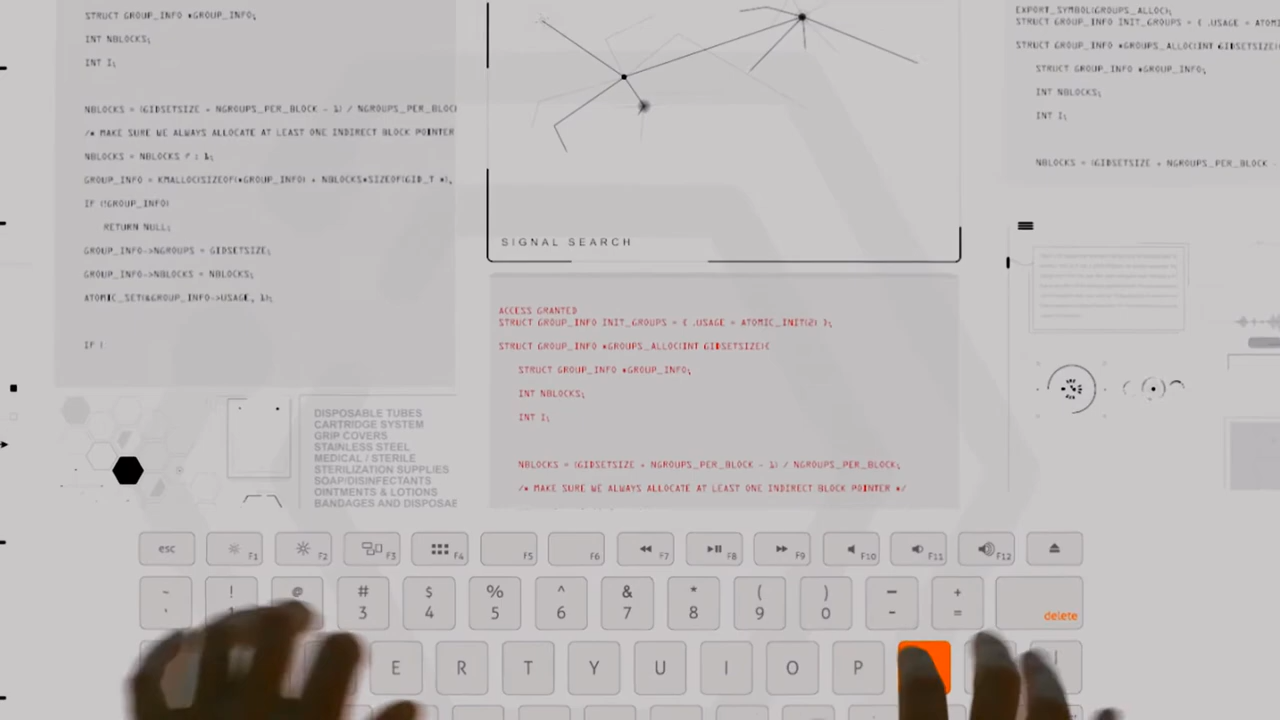 STRUCT GROUP_INFO *GROUP_INFO;
INT NBLOCKS;
INT I;
NBLOCKS = (GIDSETSIZE + NGROUPS_PER_BLOCK - 1) / NGROUPS_PER_BLOC
/* MAKE SURE WE ALWAYS ALLOCATE AT LEAST ONE INDIRECT BLOCK POINTER
NBLOCKS = NBLOCKS ? : 1;
GROUP_INFO = KMALLOC(SIZEOF(*GROUP_INFO) + NBLOCKS*SIZEOF(GID_T *),
IF (!GROUP_INFO)
RETURN NULL;
GROUP_INFO->NGROUPS = GIDSETSIZE;
GROUP_INFO->NBLOCKS = NBLOCKS;
ATOMIC_SET(&GROUP_INFO->USAGE, 1);
IF (
SIGNAL SEARCH
EXPORT_SYMBOL(GROUPS_ALLOC);
STRUCT GROUP_INFO INIT_GROUPS = { .USAGE = ATOM
STRUCT GROUP_INFO *GROUPS_ALLOC(INT GIDSETSIZE)
STRUCT GROUP_INFO *GROUP_INFO;
INT NBLOCKS;
INT I;
NBLOCKS = (GIDSETSIZE + NGROUPS_PER_BLOCK -
ACCESS GRANTED
STRUCT GROUP_INFO INIT_GROUPS = { .USAGE = ATOMIC_INIT(2) };
STRUCT GROUP_INFO *GROUPS_ALLOC(INT GIDSETSIZE){
STRUCT GROUP_INFO *GROUP_INFO;
INT NBLOCKS;
INT I;
NBLOCKS = (GIDSETSIZE + NGROUPS_PER_BLOCK - 1) / NGROUPS_PER_BLOCK;
/* MAKE SURE WE ALWAYS ALLOCATE AT LEAST ONE INDIRECT BLOCK POINTER */
DISPOSABLE TUBES
CARTRIDGE SYSTEM
GRIP COVERS
STAINLESS STEEL
MEDICAL / STERILE
STERILIZATION SUPPLIES
SOAP/DISINFECTANTS
OINTMENTS & LOTIONS
BANDAGES AND DISPOSAB
esc F1 F2 F3 F4 F5 F6 F7 F8 F9 F10 F11 F12
~ ! @ # $ % ^ & * ( ) — +
` 3 4 5 6 7 8 9 0 - = delete
E R T Y U I O P